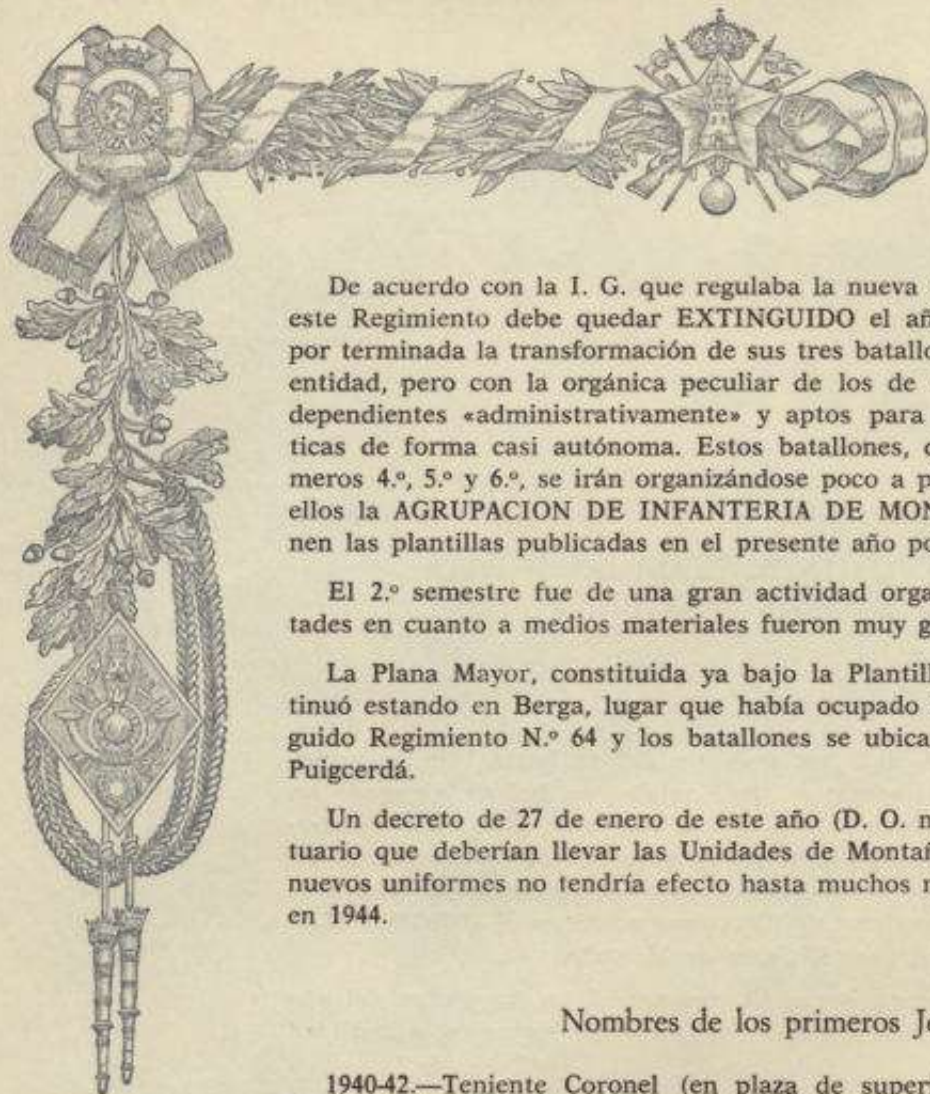 De acuerdo con la I. G. que regulaba la nueva
este Regimiento debe quedar EXTINGUIDO el añ
por terminada la transformación de sus tres batallo
entidad, pero con la orgánica peculiar de los de
dependientes «administrativamente» y aptos para
ticas de forma casi autónoma. Estos batallones, c
meros 4.º, 5.º y 6.º, se irán organizándose poco a p
ellos la AGRUPACION DE INFANTERIA DE MON
nen las plantillas publicadas en el presente año po
El 2.º semestre fue de una gran actividad orga
tades en cuanto a medios materiales fueron muy g
La Plana Mayor, constituida ya bajo la Plantill
tinuó estando en Berga, lugar que había ocupado
guido Regimiento N.º 64 y los batallones se ubica
Puigcerdá.
Un decreto de 27 de enero de este año (D. O. n
tuario que deberían llevar las Unidades de Montañ
nuevos uniformes no tendría efecto hasta muchos
en 1944.
Nombres de los primeros Je
1940-42.—Teniente Coronel (en plaza de super